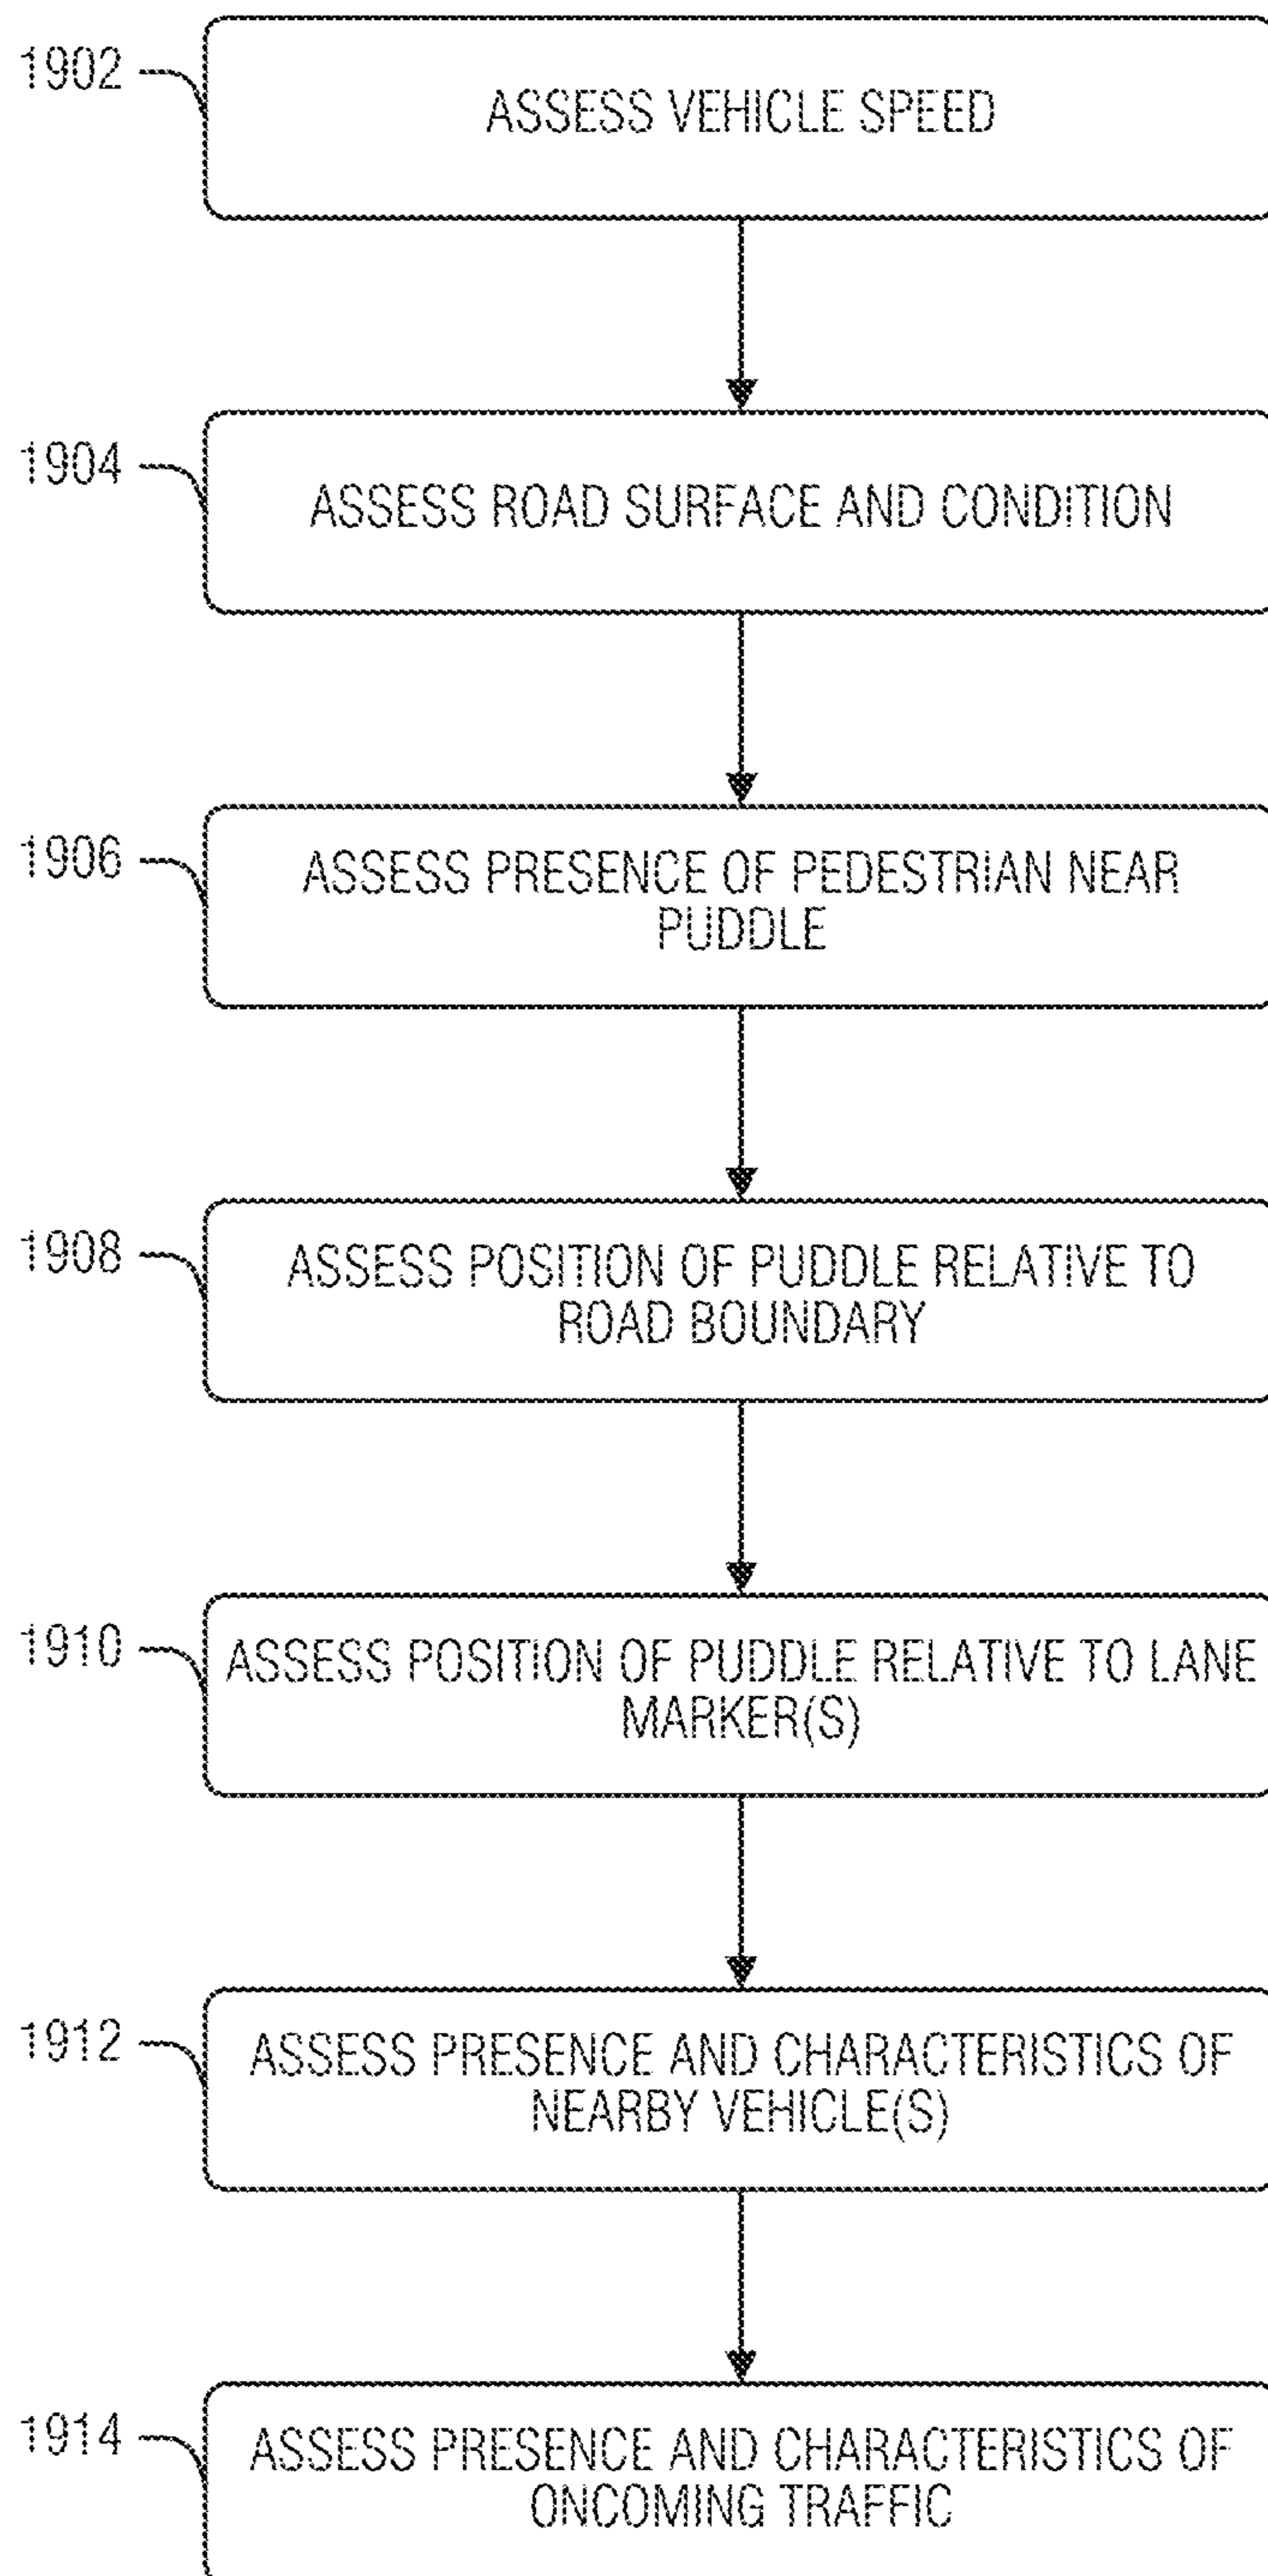 1902
ASSESS VEHICLE SPEED
1904
ASSESS ROAD SURFACE AND CONDITION
1906
ASSESS PRESENCE OF PEDESTRIAN NEAR
PUDDLE
1908
ASSESS POSITION OF PUDDLE RELATIVE TO
ROAD BOUNDARY
1910
ASSESS POSITION OF PUDDLE RELATIVE TO LANE
MARKER(S)
1912
ASSESS PRESENCE AND CHARACTERISTICS OF
NEARBY VEHICLE(S)
1914
ASSESS PRESENCE AND CHARACTERISTICS OF
ONCOMING TRAFFIC